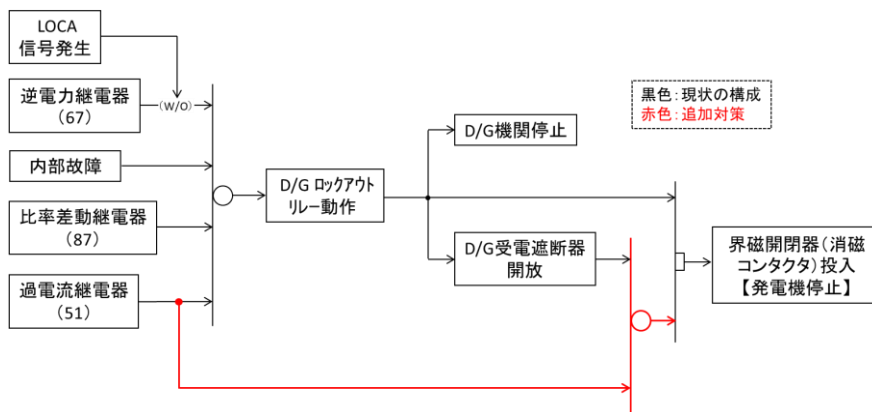 LOCA
信号発生
逆電力継電器
(67)
(W/O)
内部故障
比率差動継電器
(87)
過電流継電器
(51)
D/G ロックアウト
リレー動作
D/G機関停止
D/G受電遮断器
開放
黒色：現状の構成
赤色：追加対策
界磁開閉器（消磁
コンタクタ）投入
【発電機停止】